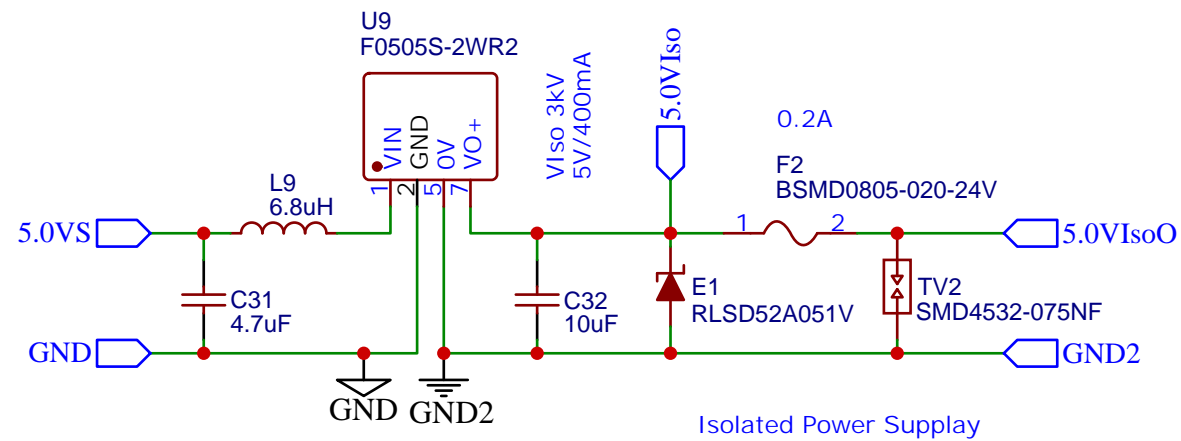 U9
F0505S-2WR2
VIN
GND
0V
VO+
1
2
5
7
VIso 3kV
5V/400mA
5.0VIso
0.2A
F2
BSMD0805-020-24V
1
2
L9
6.8uH
5.0VS
5.0VIsoO
C31
4.7uF
C32
10uF
E1
RLSD52A051V
TV2
SMD4532-075NF
GND
GND2
GND
GND2
Isolated Power Supplay